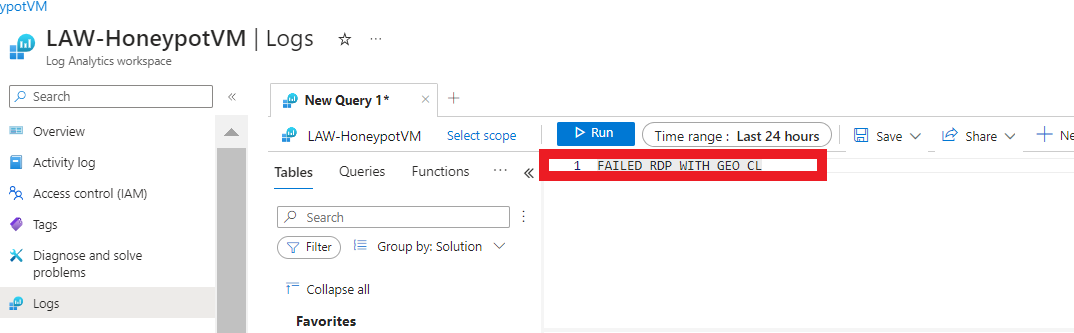 ypotVM
LAW-HoneypotVM | Logs
Log Analytics workspace
Search
Overview
Activity log
Access control (IAM)
Tags
Diagnose and solve
problems
Logs
New Query 1*
LAW-HoneypotVM Select scope Run Time range : Last 24 hours Save Share Ne
Tables Queries Functions
1 FAILED_RDP_WITH_GEO_CL
Search
Filter Group by: Solution
Collapse all
Favorites